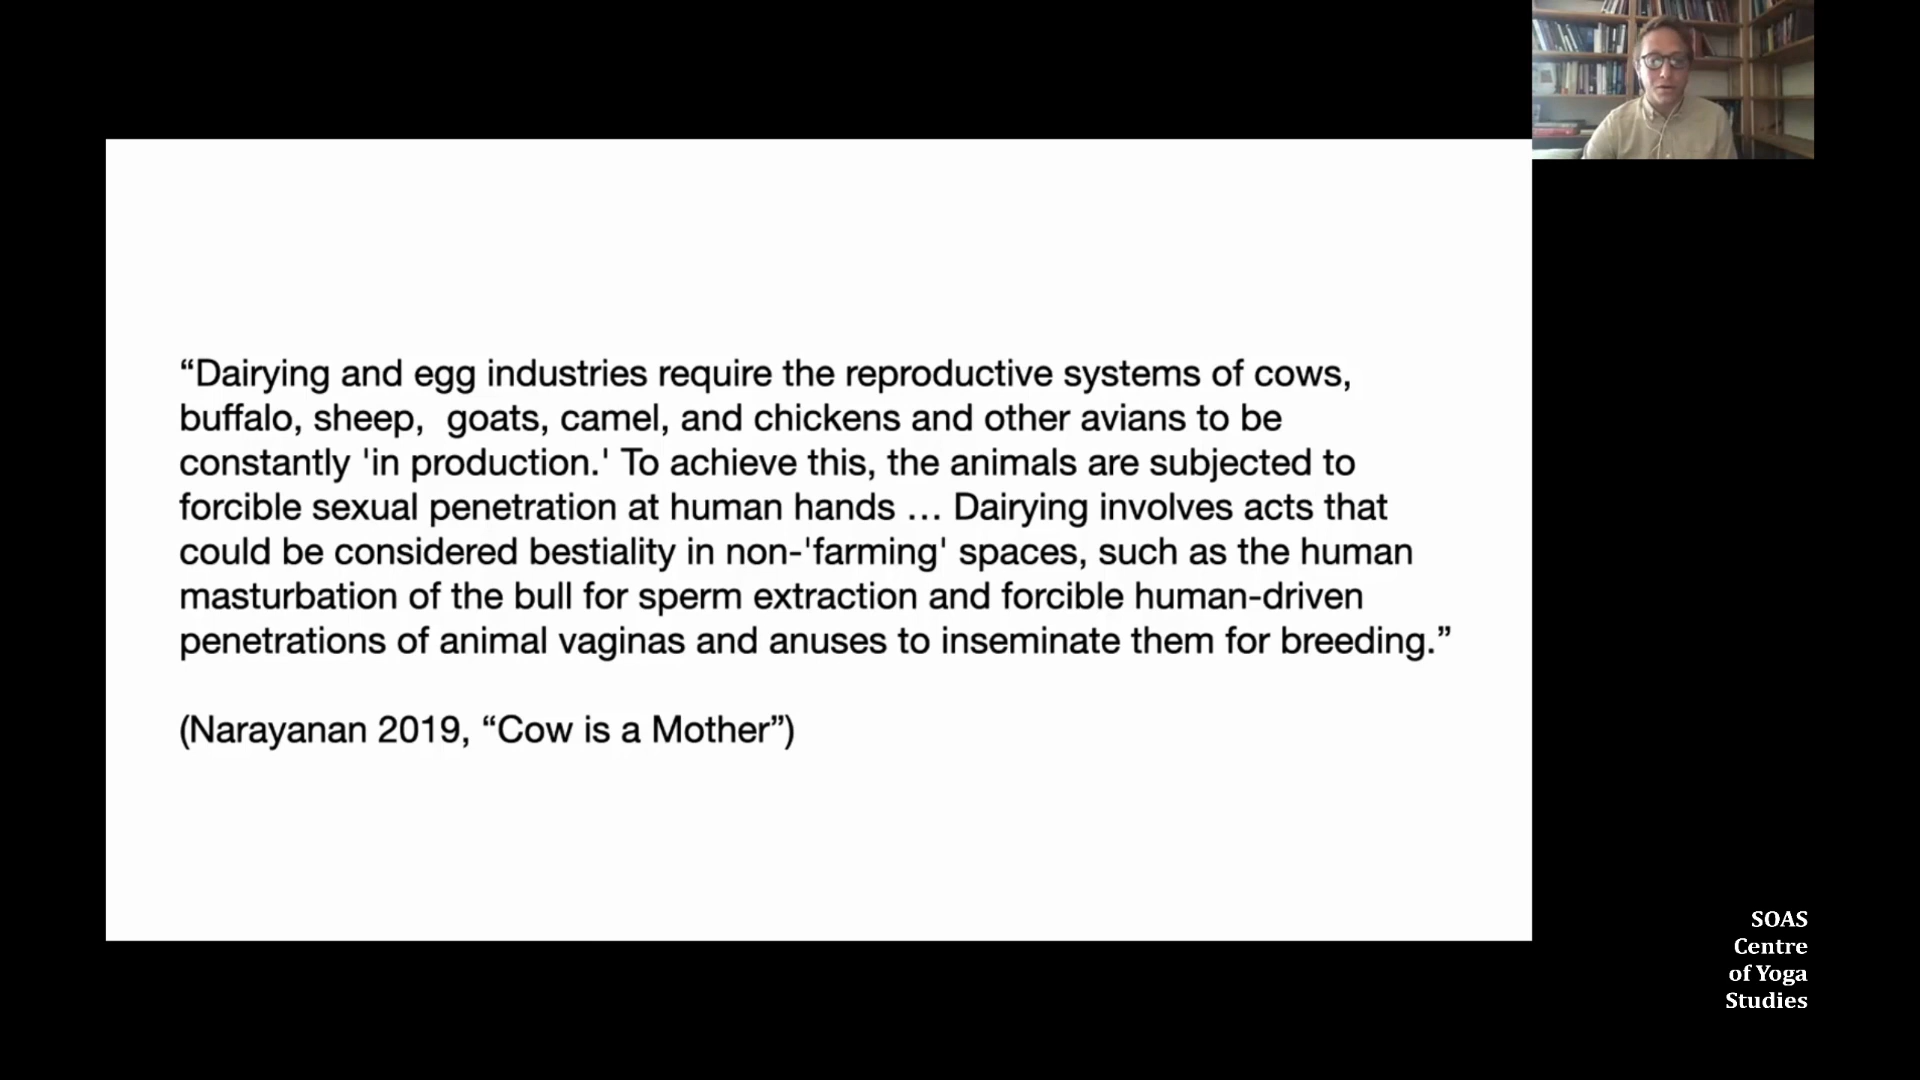 “Dairying and egg industries require the reproductive systems of cows,
buffalo, sheep,  goats, camel, and chickens and other avians to be
constantly 'in production.' To achieve this, the animals are subjected to
forcible sexual penetration at human hands … Dairying involves acts that
could be considered bestiality in non-'farming' spaces, such as the human
masturbation of the bull for sperm extraction and forcible human-driven
penetrations of animal vaginas and anuses to inseminate them for breeding.”
(Narayanan 2019, “Cow is a Mother”)
SOAS
Centre
of Yoga
Studies